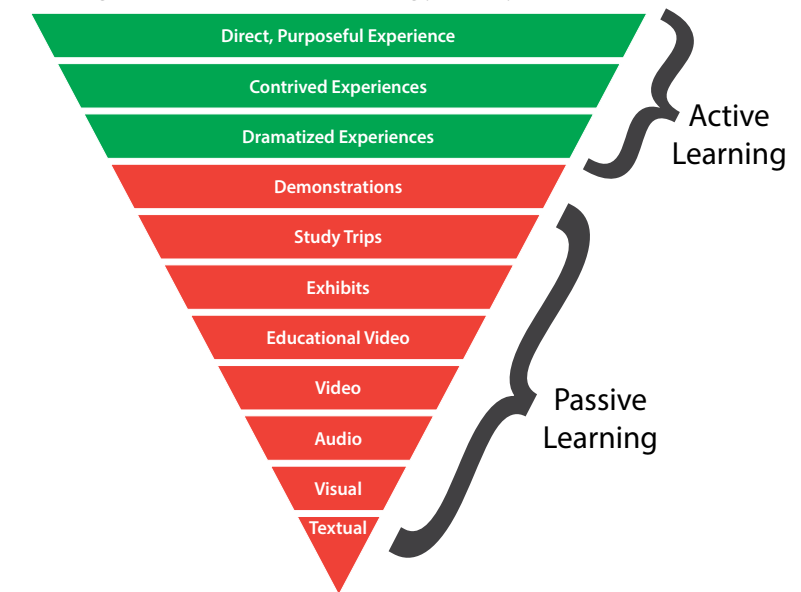 Direct, Purposeful Experience
Contrived Experiences
Dramatized Experiences
Active
Learning
Demonstrations
Study Trips
Exhibits
Educational Video
Video
Audio
Visual
Textual
Passive
Learning